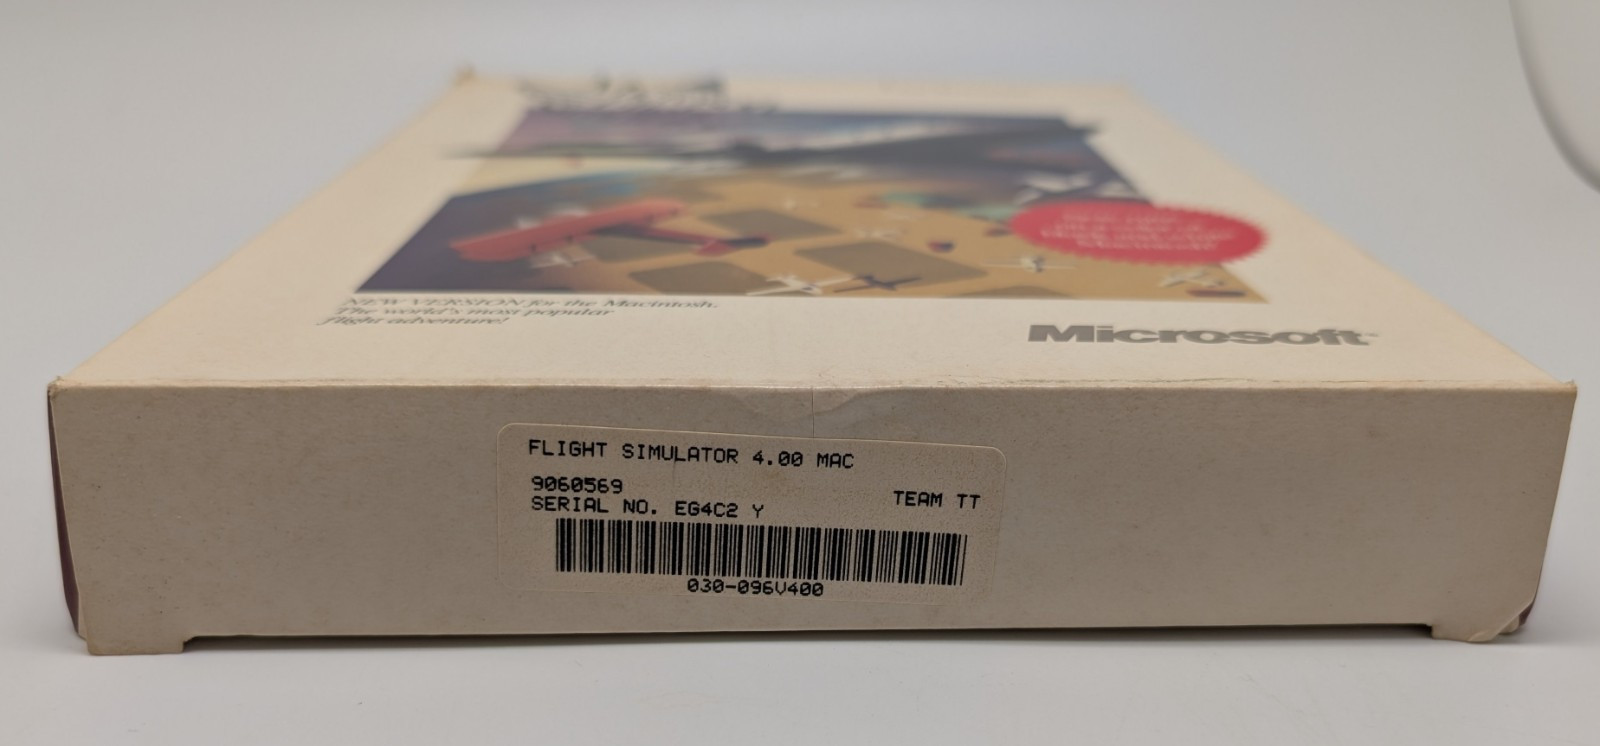 NEW VERSION for the Macintosh.
The world's most popular
flight adventure!
Microsoft
FLIGHT SIMULATOR 4.00 MAC
9060569
TEAM TT
SERIAL NO. EG4C2 Y
030-096V400